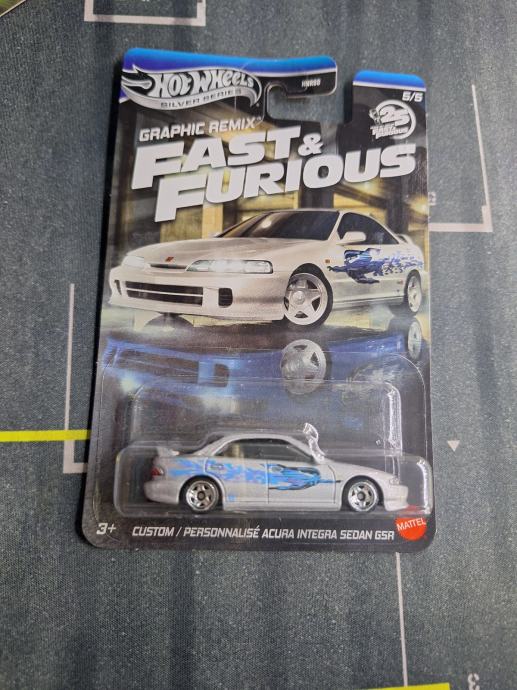 HOT WHEELS
SILVER SERIES
5/5
GRAPHIC REMIX
25
FAST &
FURIOUS
3+
CUSTOM / PERSONNALISÉ ACURA INTEGRA SEDAN GSR
MATTEL